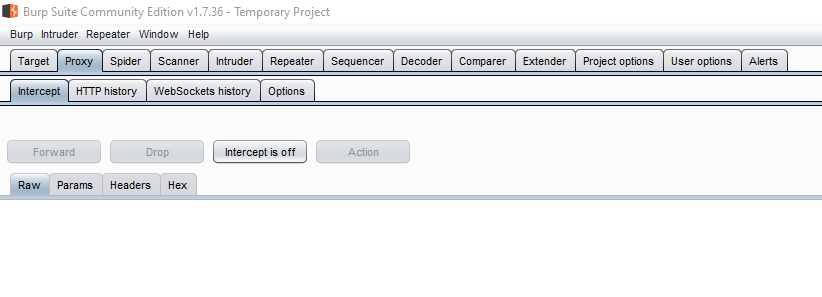 Burp Suite Community Edition v1.7.36 - Temporary Project
Burp Intruder Repeater Window Help
Target Proxy Spider Scanner Intruder Repeater Sequencer Decoder Comparer Extender Project options User options Alerts
Intercept HTTP history WebSockets history Options
Forward Drop Intercept is off Action
Raw Params Headers Hex